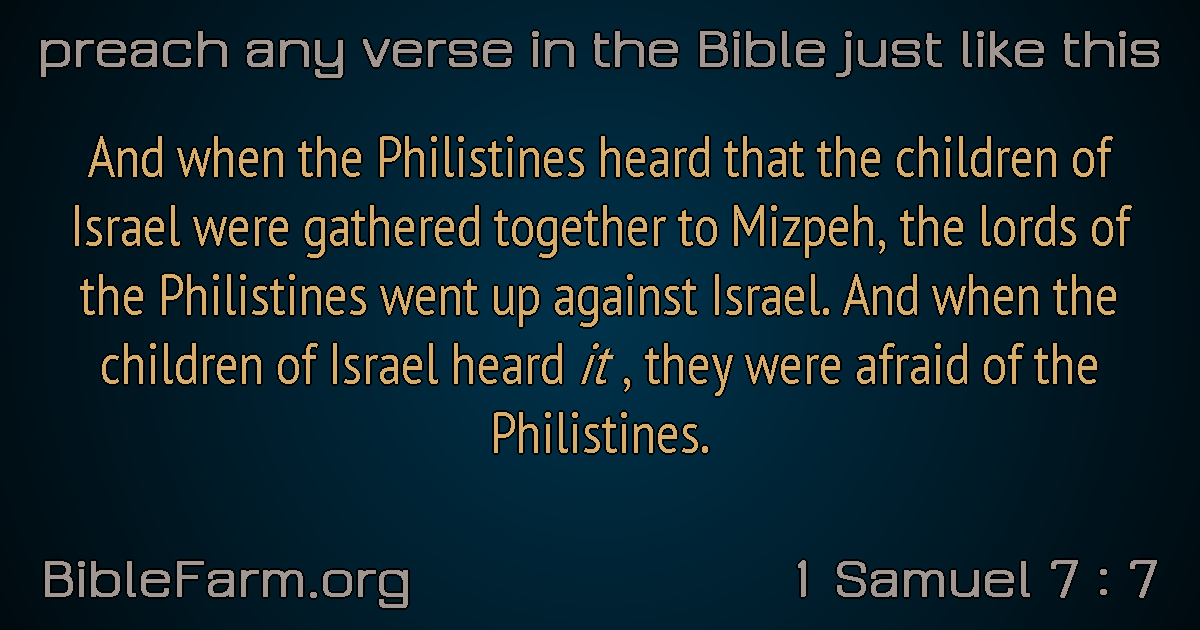 preach any verse in the Bible just like this
And when the Philistines heard that the children of
Israel were gathered together to Mizpeh, the lords of
the Philistines went up against Israel. And when the
children of Israel heard it , they were afraid of the
Philistines.
BibleFarm.org
1 Samuel 7 : 7